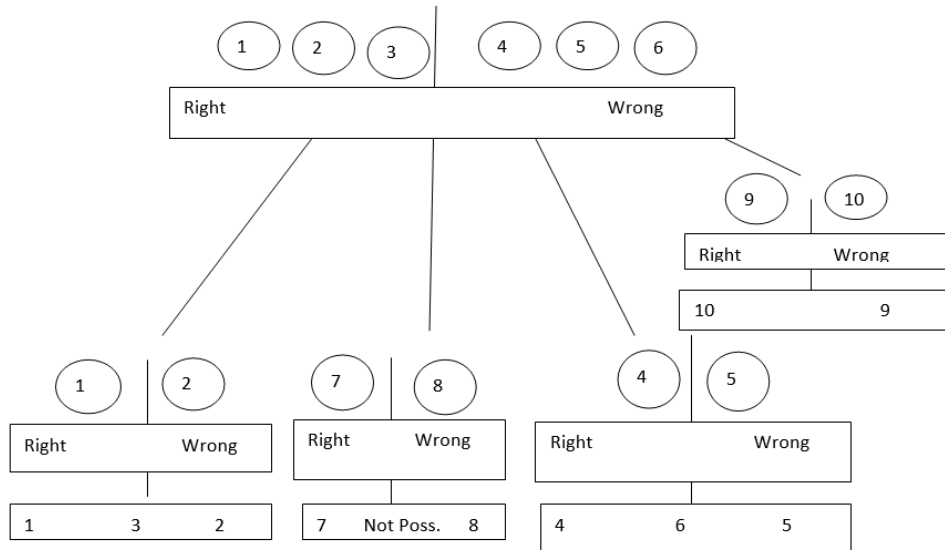 1 2 3 4 5 6
Right Wrong
9 10
Right Wrong
10 9
1 2 7 8 4 5
Right Wrong Right Wrong Right Wrong
1 3 2 7 Not Poss. 8 4 6 5